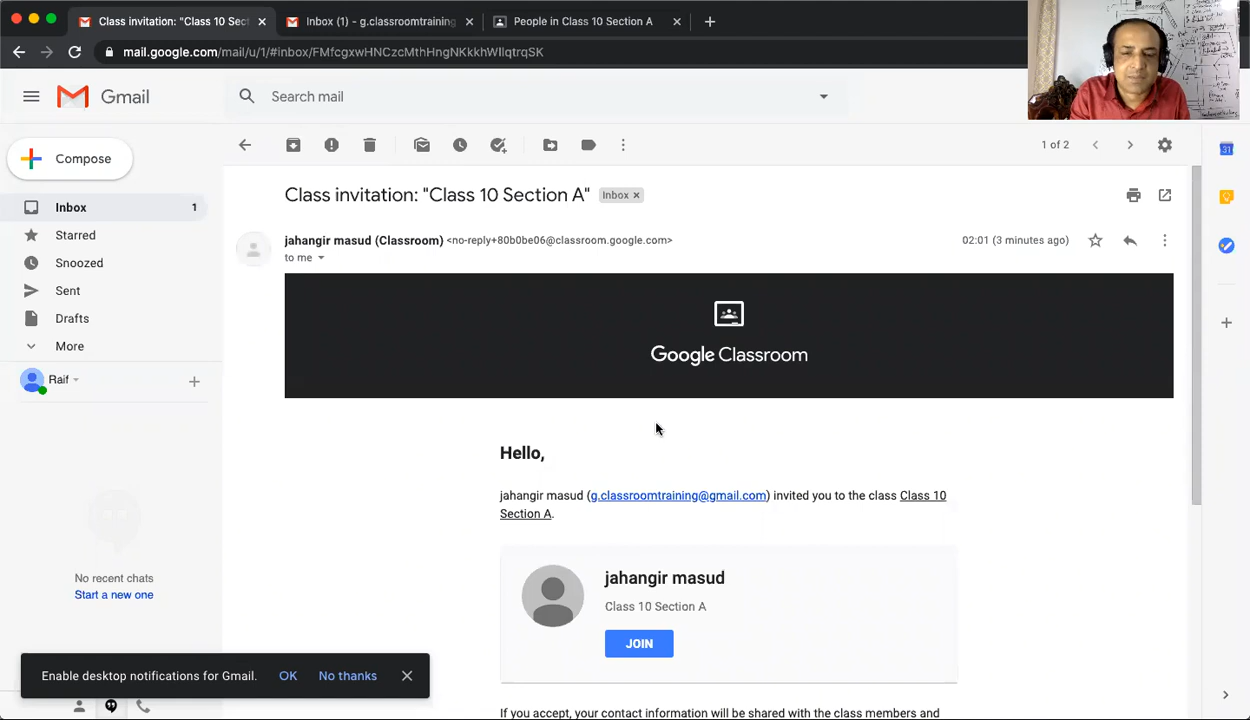 Class invitation: "Class 10 Sect
Inbox (1) - g.classroomtraining
People in Class 10 Section A
mail.google.com/mail/u/1/#inbox/FMfcgxwHNCzcMthHngNKkkhWllqtrqSK
Gmail
Search mail
Compose
1 of 2
Class invitation: "Class 10 Section A"
Inbox ×
Inbox
1
Starred
jahangir masud (Classroom) <no-reply+80b0be06@classroom.google.com>
02:01 (3 minutes ago)
to me
Snoozed
Sent
Drafts
More
Google Classroom
Raif
Hello,
jahangir masud (g.classroomtraining@gmail.com) invited you to the class Class 10
Section A.
jahangir masud
Class 10 Section A
JOIN
No recent chats
Start a new one
Enable desktop notifications for Gmail.
OK
No thanks
If you accept, your contact information will be shared with the class members and
31